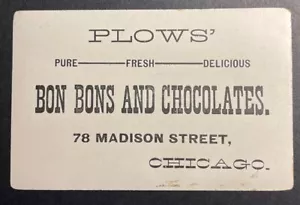 PLOWS'
PURE——FRESH——DELICIOUS
BON BONS AND CHOCOLATES.
78 MADISON STREET,
CHICAGO.